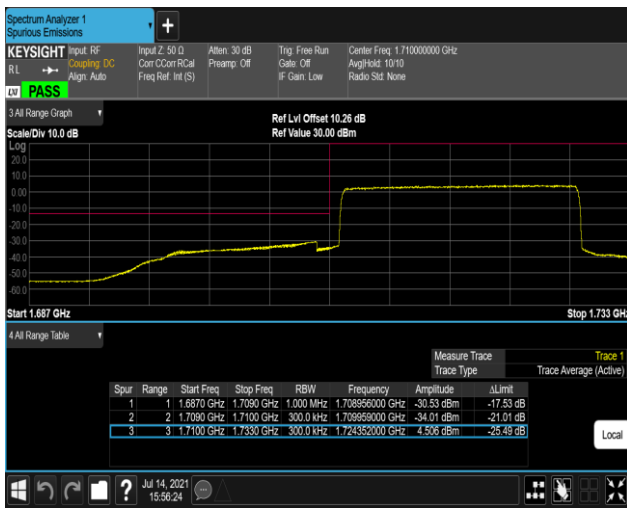 Spectrum Analyzer 1
Spurious Emissions
+
KEYSIGHT Input: RF Input Z: 50 Ω Atten: 30 dB Trig: Free Run Center Freq: 1.710000000 GHz
RL Coupling: DC Corr CCorr RCal Preamp: Off Gate: Off Avg|Hold: 10/10
Align: Auto Freq Ref: Int (S) IF Gain: Low Radio Std: None
LXI PASS
3 All Range Graph
Ref Lvl Offset 10.26 dB
Scale/Div 10.0 dB Ref Value 30.00 dBm
Log
20.0
10.0
0.00
-10.0
-20.0
-30.0
-40.0
-50.0
-60.0
Start 1.687 GHz Stop 1.733 GHz
4 All Range Table
Measure Trace Trace 1
Trace Type Trace Average (Active)
Spur Range Start Freq Stop Freq RBW Frequency Amplitude ΔLimit
1 1 1.6870 GHz 1.7090 GHz 1.000 MHz 1.708956000 GHz -30.53 dBm -17.53 dB
2 2 1.7090 GHz 1.7100 GHz 300.0 kHz 1.709959000 GHz -34.01 dBm -21.01 dB
3 3 1.7100 GHz 1.7330 GHz 300.0 kHz 1.724352000 GHz 4.506 dBm -25.49 dB
Local
? Jul 14, 2021
15:56:24